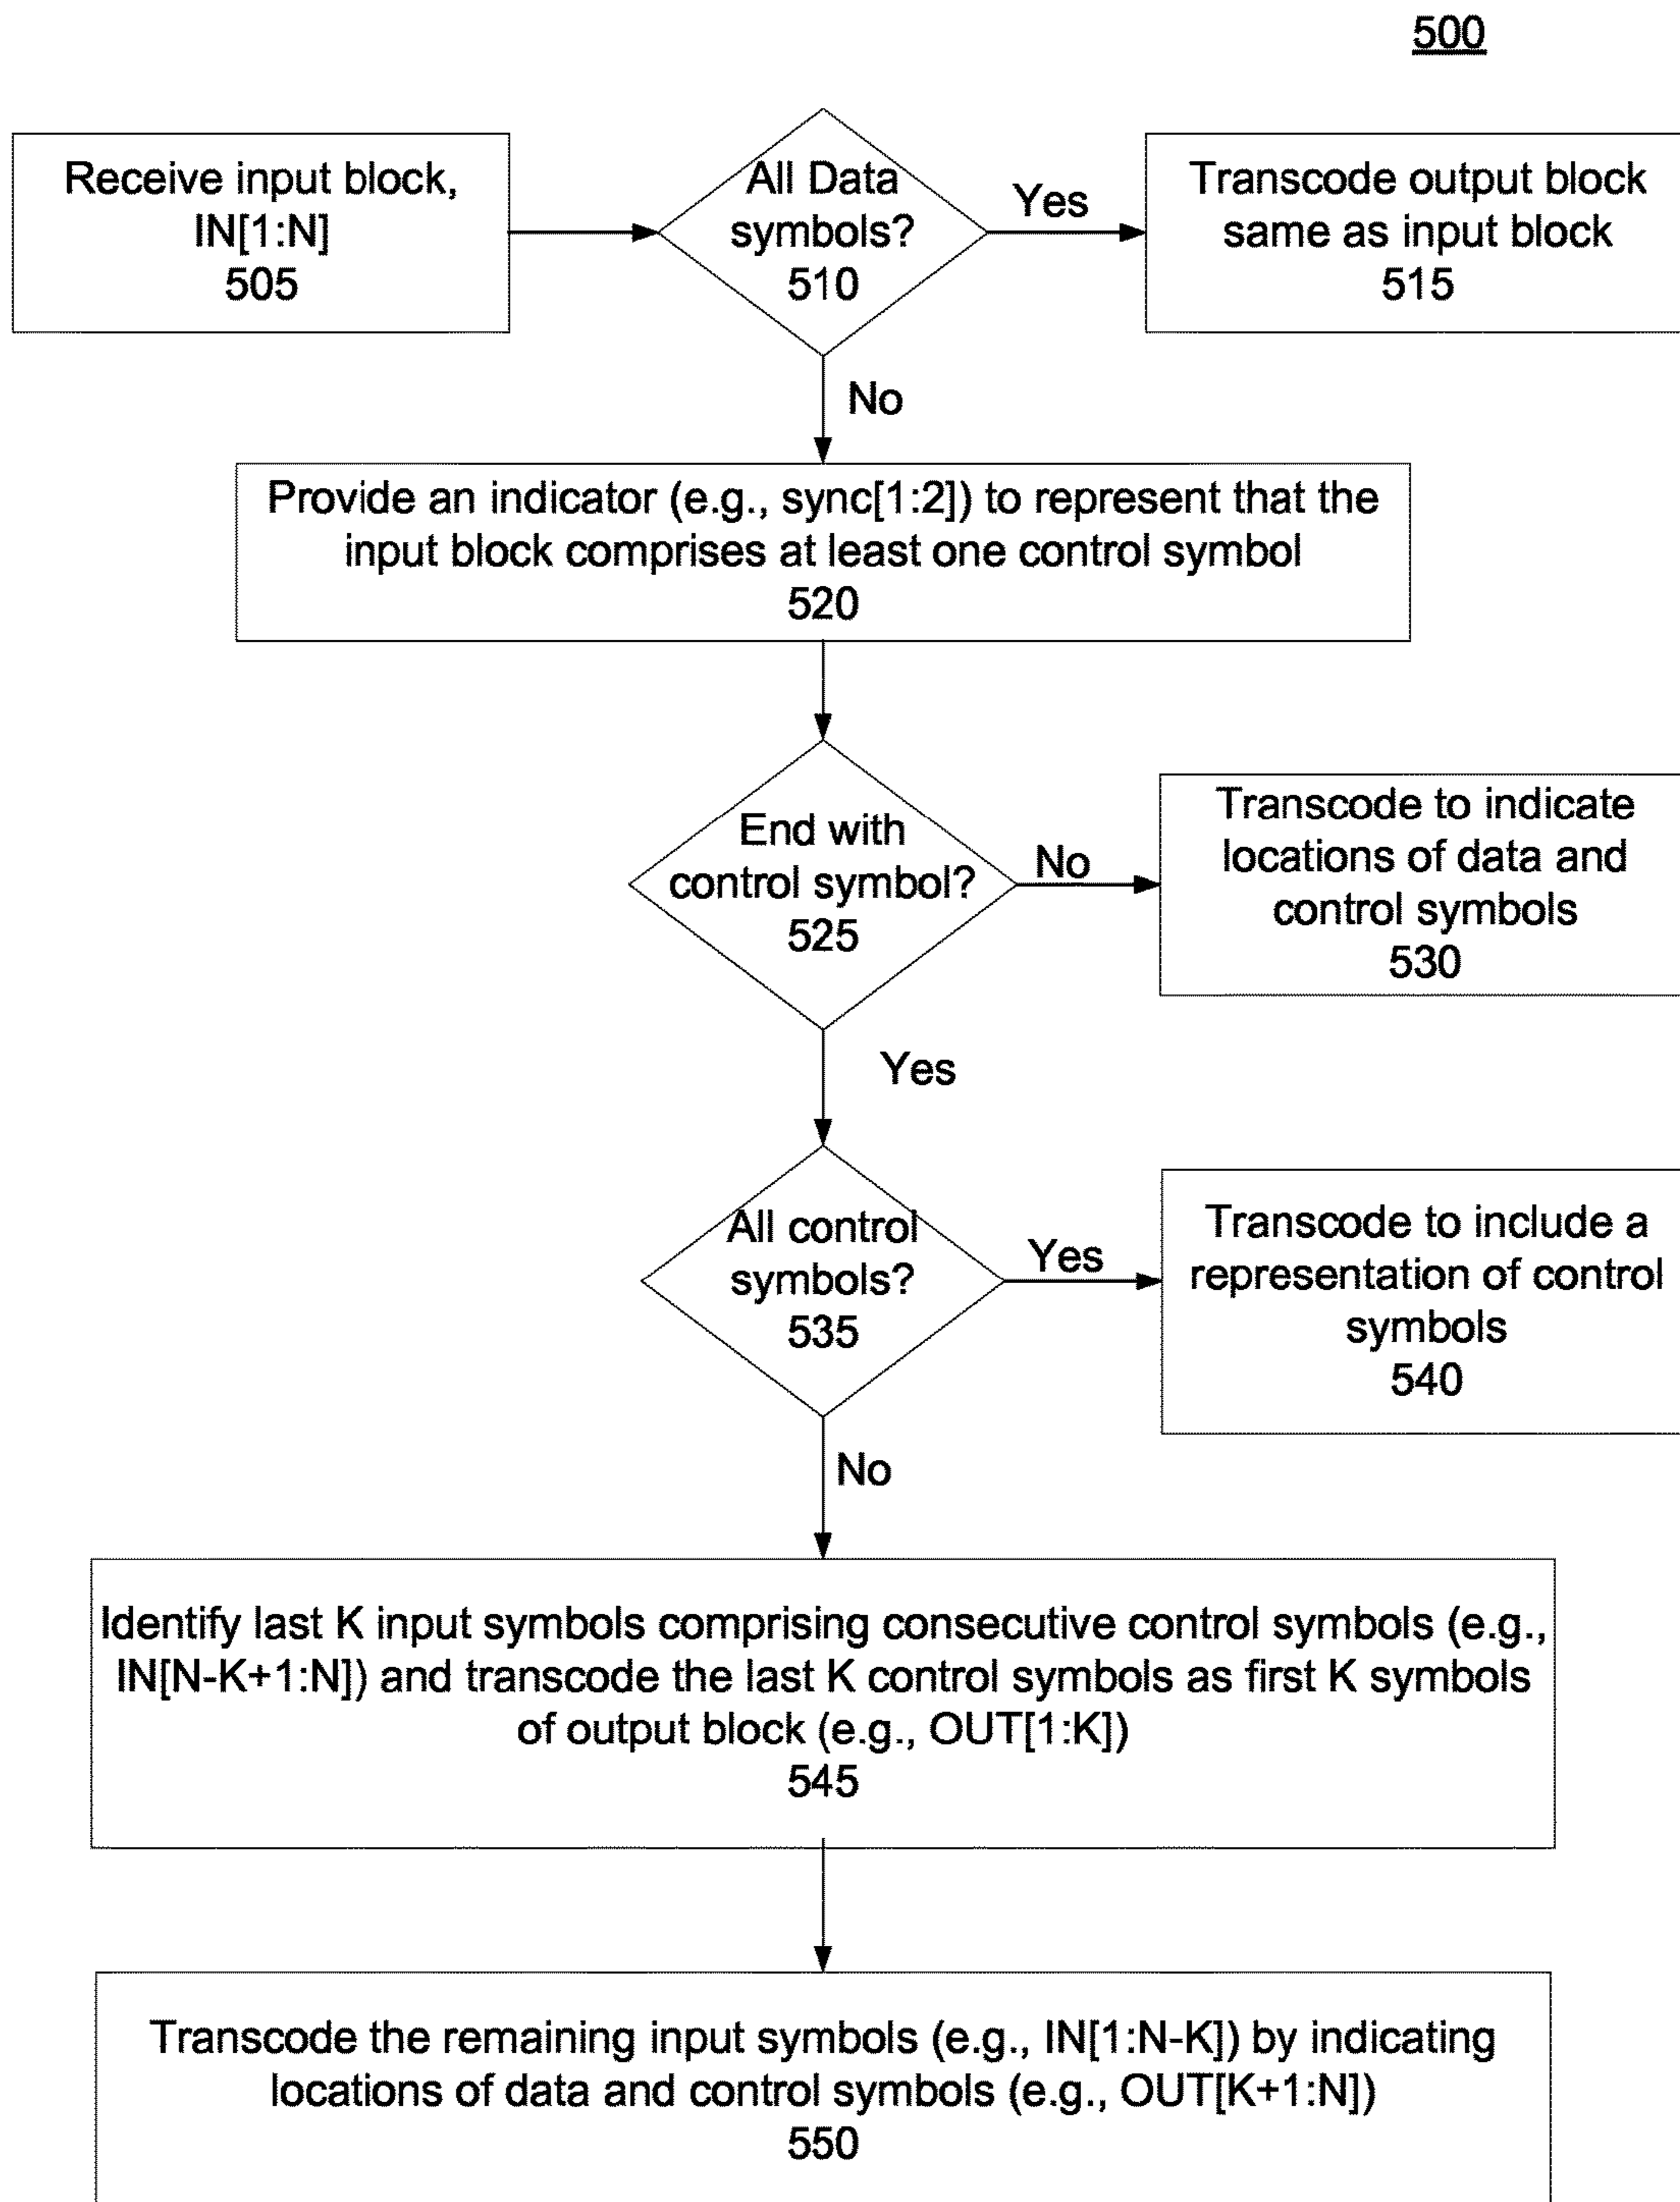 500
Receive input block,
IN[1:N]
505
All Data
symbols?
510
Yes
Transcode output block
same as input block
515
No
Provide an indicator (e.g., sync[1:2]) to represent that the
input block comprises at least one control symbol
520
End with
control symbol?
525
No
Transcode to indicate
locations of data and
control symbols
530
Yes
All control
symbols?
535
Yes
Transcode to include a
representation of control
symbols
540
No
Identify last K input symbols comprising consecutive control symbols (e.g.,
IN[N-K+1:N]) and transcode the last K control symbols as first K symbols
of output block (e.g., OUT[1:K])
545
Transcode the remaining input symbols (e.g., IN[1:N-K]) by indicating
locations of data and control symbols (e.g., OUT[K+1:N])
550